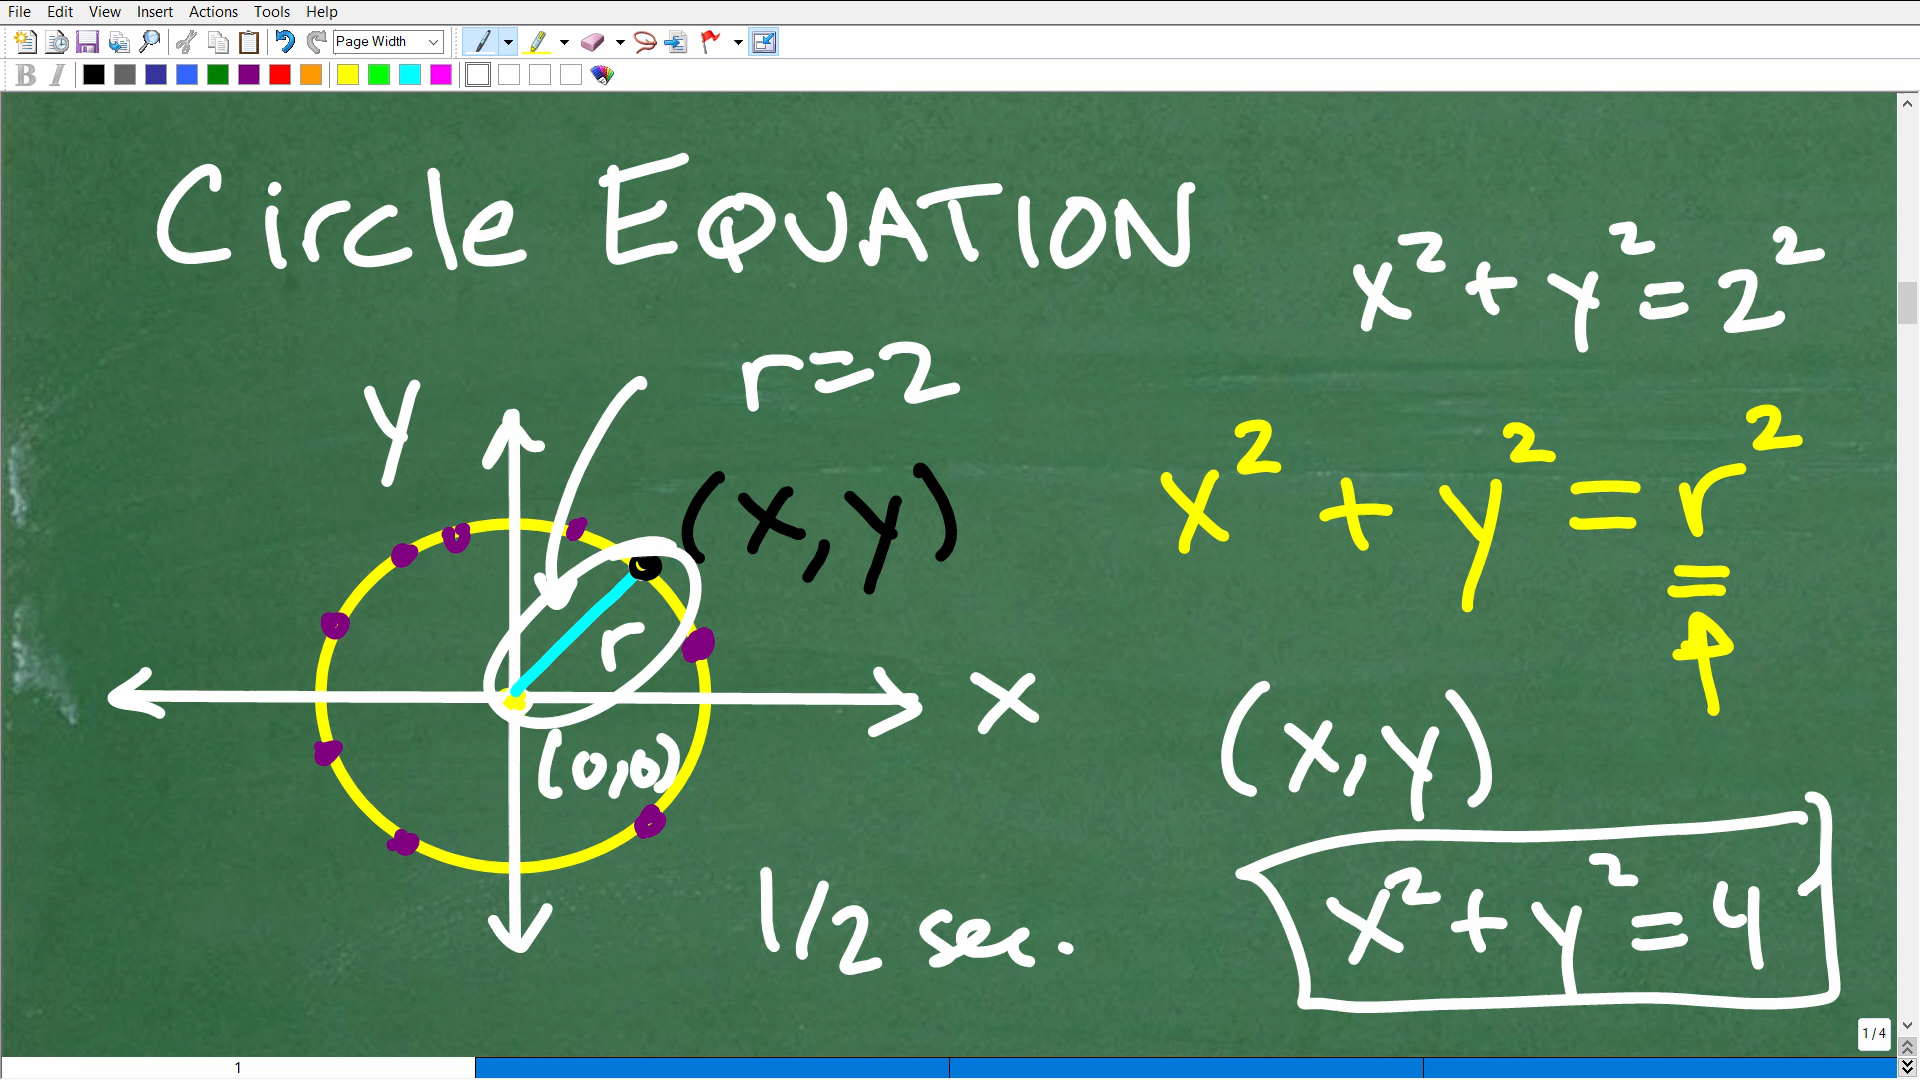 File Edit View Insert Actions Tools Help
Page Width
B I
Circle EQUATION
x² + y² = 2²
r=2
y
(x,y)
x² + y² = r²
r
x
(0,0)
(x,y)
x² + y² = 4
1/2 sec.
1/4
1